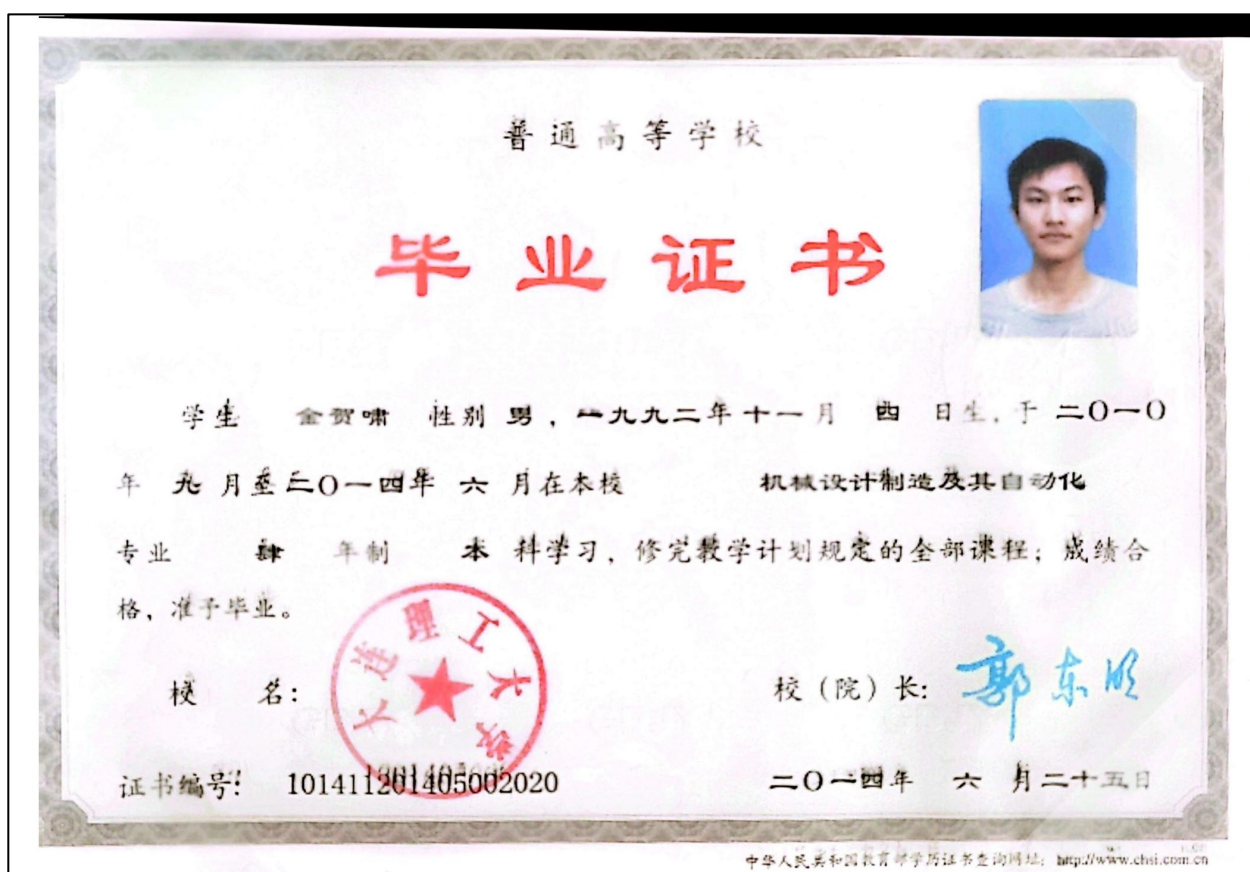 普通高等学校
毕业证书
学生 金贺啸 性别 男，一九九二年十一月 四 日生，于 二〇一〇
年 九 月至二〇一四年 六 月在本校 机械设计制造及其自动化
专业 肆 年制 本 科学习，修完教学计划规定的全部课程；成绩合
格，准予毕业。
大连理工大学
校 名： 校（院）长： 郭东明
证书编号： 101411201405002020 二〇一四年 六 月二十五日
中华人民共和国教育部学历证书查询网址：http://www.chsi.com.cn